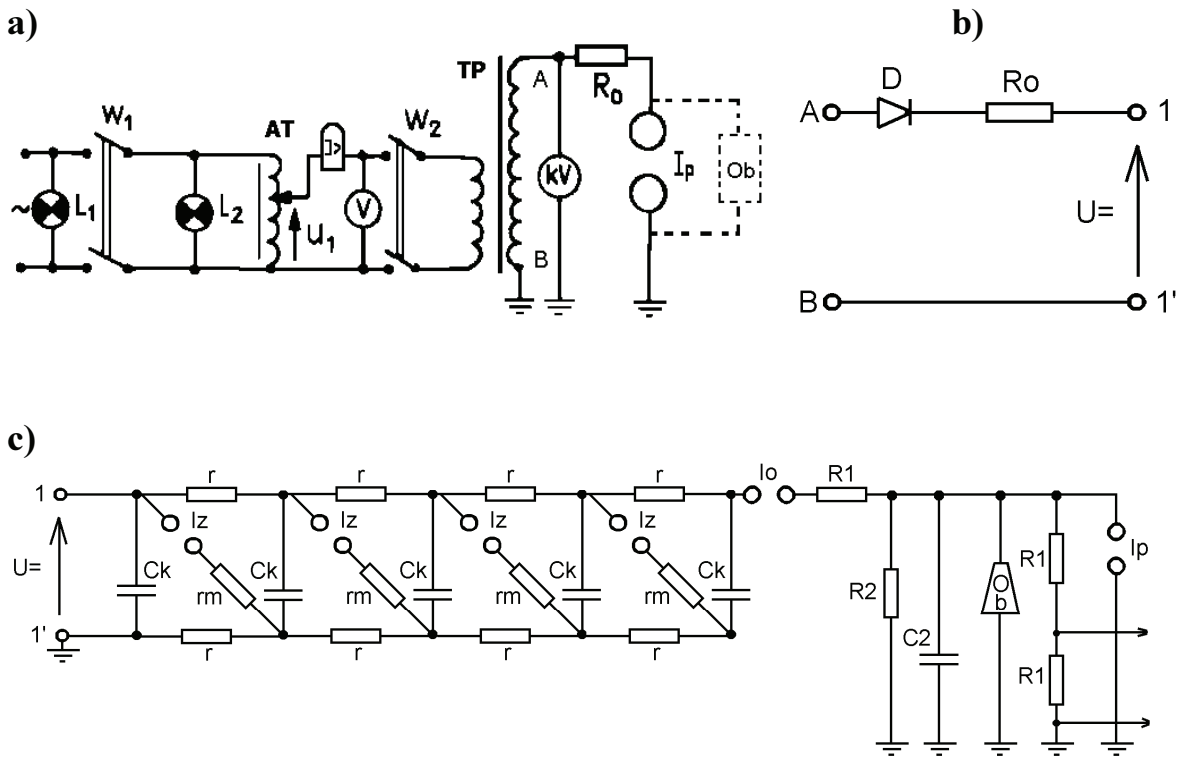 a)
W1
AT
I>
W2
TP
A
R0
~
L1
L2
U1
V
kV
Ip
Ob
B
b)
D
Ro
A
1
U=
B
1'
c)
r
r
r
r
Io
R1
1
Iz
Iz
Iz
Iz
Ip
U=
Ck
Ck
Ck
Ck
Ck
R1
rm
rm
rm
rm
R2
Ob
C2
1'
R1
r
r
r
r